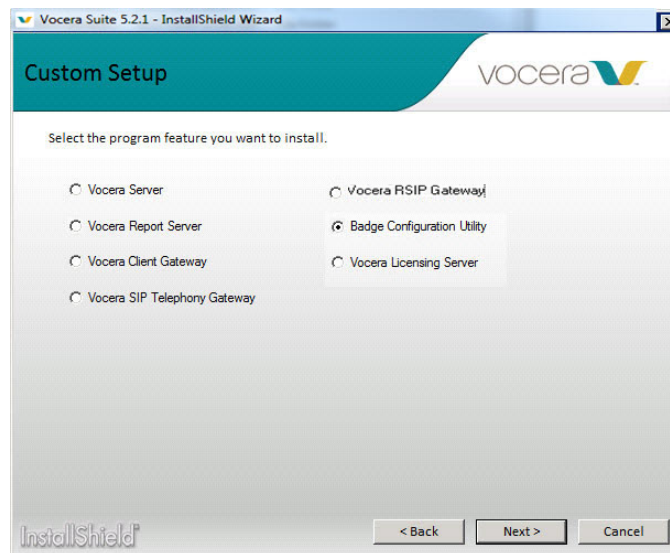 Vocera Suite 5.2.1 - InstallShield Wizard
Custom Setup
vocera
Select the program feature you want to install.
Vocera Server
Vocera RSIP Gateway
Vocera Report Server
Badge Configuration Utility
Vocera Client Gateway
Vocera Licensing Server
Vocera SIP Telephony Gateway
InstallShield
< Back
Next >
Cancel